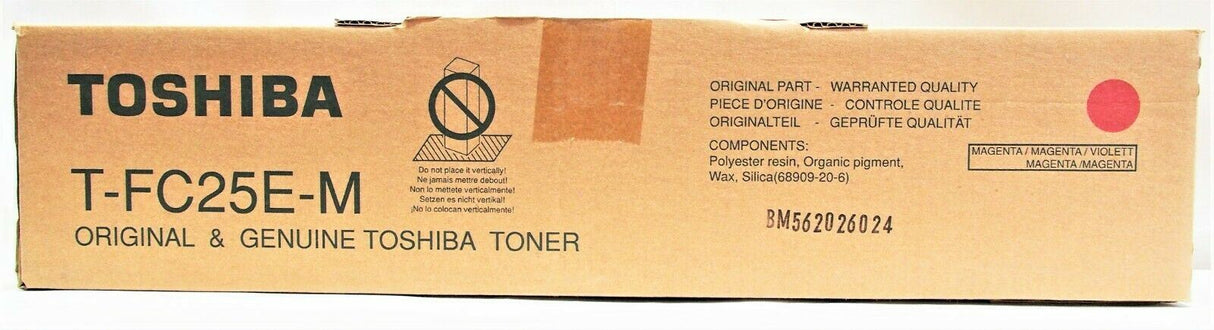 TOSHIBA
T-FC25E-M
ORIGINAL & GENUINE TOSHIBA TONER
Do not place it vertically!
Ne jamais mettre debout!
Non lo mettete verticalmente!
Setzen es nicht vertikal!
¡No lo colocan verticalmente!
ORIGINAL PART - WARRANTED QUALITY
PIECE D'ORIGINE - CONTROLE QUALITE
ORIGINALTEIL - GEPRÜFTE QUALITÄT
COMPONENTS:
Polyester resin, Organic pigment,
Wax, Silica(68909-20-6)
BM562026024
MAGENTA / MAGENTA / VIOLETT
MAGENTA /MAGENTA